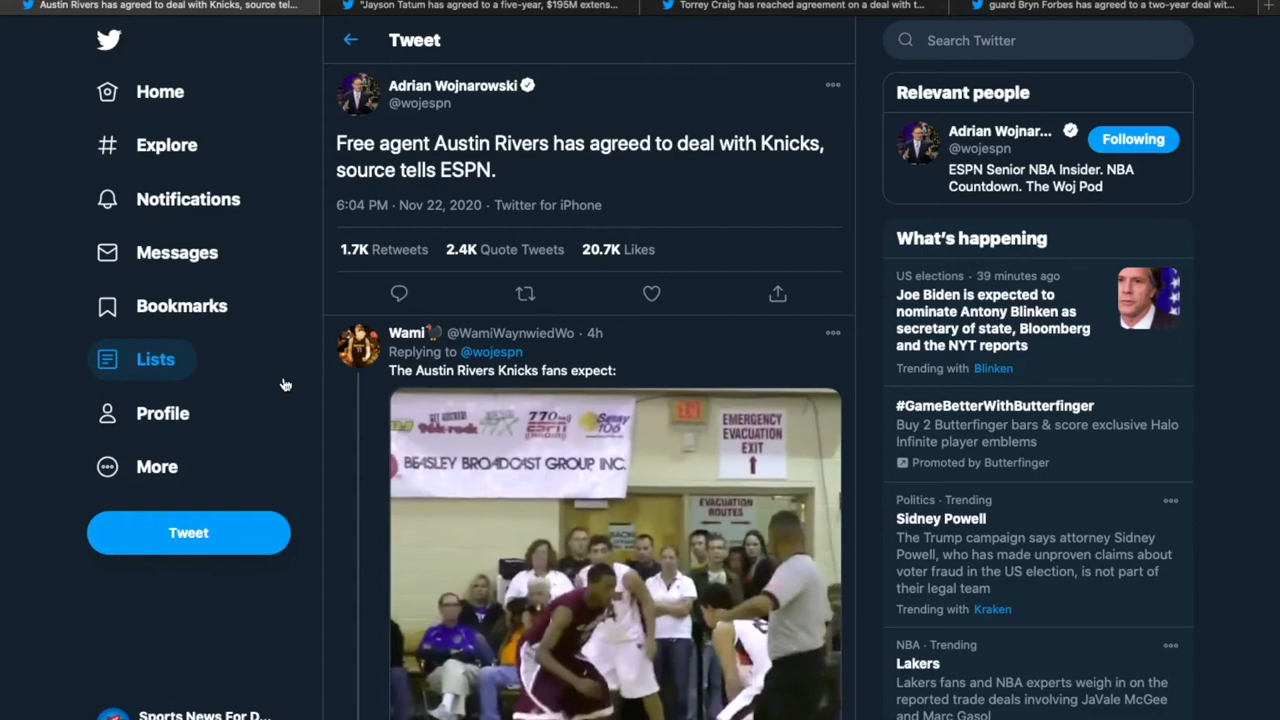 Austin Rivers has agreed to deal with Knicks, source tel...
"Jayson Tatum has agreed to a five-year, $195M extens...
Torrey Craig has reached agreement on a deal with t...
guard Bryn Forbes has agreed to a two-year deal wit...
Home
Explore
Notifications
Messages
Bookmarks
Lists
Profile
More
Tweet
Sports News For D...
Tweet
Adrian Wojnarowski
@wojespn
Free agent Austin Rivers has agreed to deal with Knicks,
source tells ESPN.
6:04 PM · Nov 22, 2020 · Twitter for iPhone
1.7K Retweets 2.4K Quote Tweets 20.7K Likes
Wami @WamiWaynwiedWo · 4h
Replying to @wojespn
The Austin Rivers Knicks fans expect:
96k-rock
770
ESPN
106
BEASLEY BROADCAST GROUP INC.
EXIT
EMERGENCY
EVACUATION
EXIT
EVACUATION
ROUTES
Search Twitter
Relevant people
Adrian Wojnar...
@wojespn
Following
ESPN Senior NBA Insider. NBA
Countdown. The Woj Pod
What's happening
US elections · 39 minutes ago
Joe Biden is expected to
nominate Antony Blinken as
secretary of state, Bloomberg
and the NYT reports
Trending with Blinken
#GameBetterWithButterfinger
Buy 2 Butterfinger bars & score exclusive Halo
Infinite player emblems
Promoted by Butterfinger
Politics · Trending
Sidney Powell
The Trump campaign says attorney Sidney
Powell, who has made unproven claims about
voter fraud in the US election, is not part of
their legal team
Trending with Kraken
NBA · Trending
Lakers
Lakers fans and NBA experts weigh in on the
reported trade deals involving JaVale McGee
and Marc Gasol